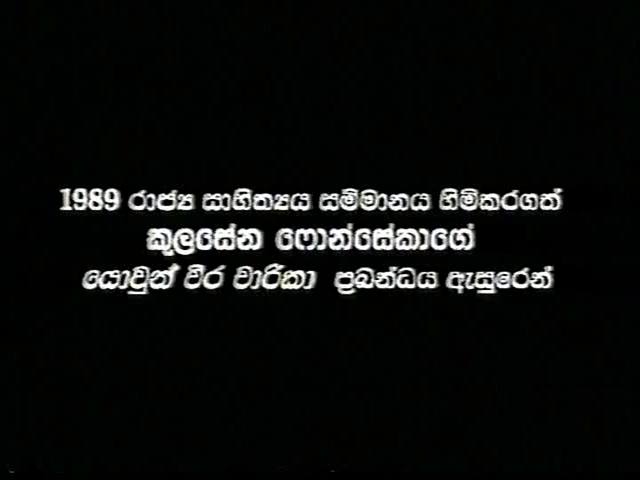 1989 රාජ්‍ය සාහිත්‍යය සම්මානය හිම්කරගත්
කුලසේන ෆොන්සේකාගේ
යොවුන් වීර චාරිකා ප්‍රබන්ධය ඇසුරෙන්